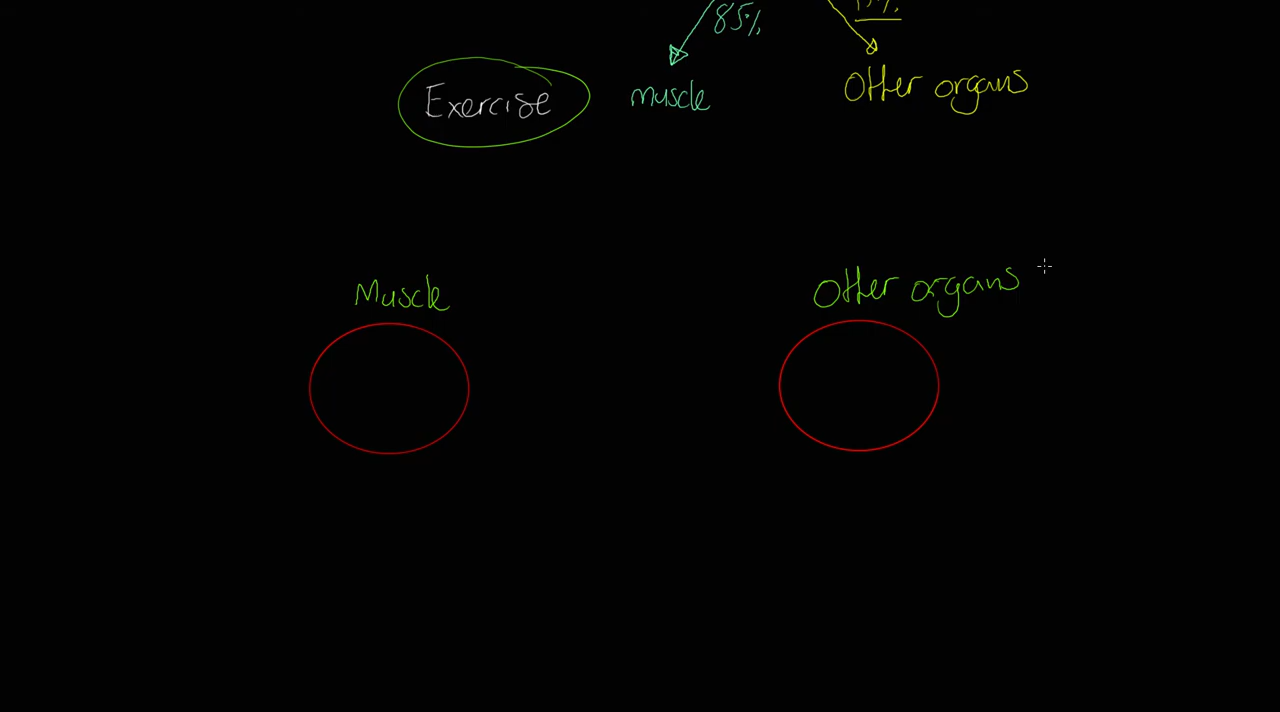 85%
Exercise
muscle
Other organs
Muscle
Other organs